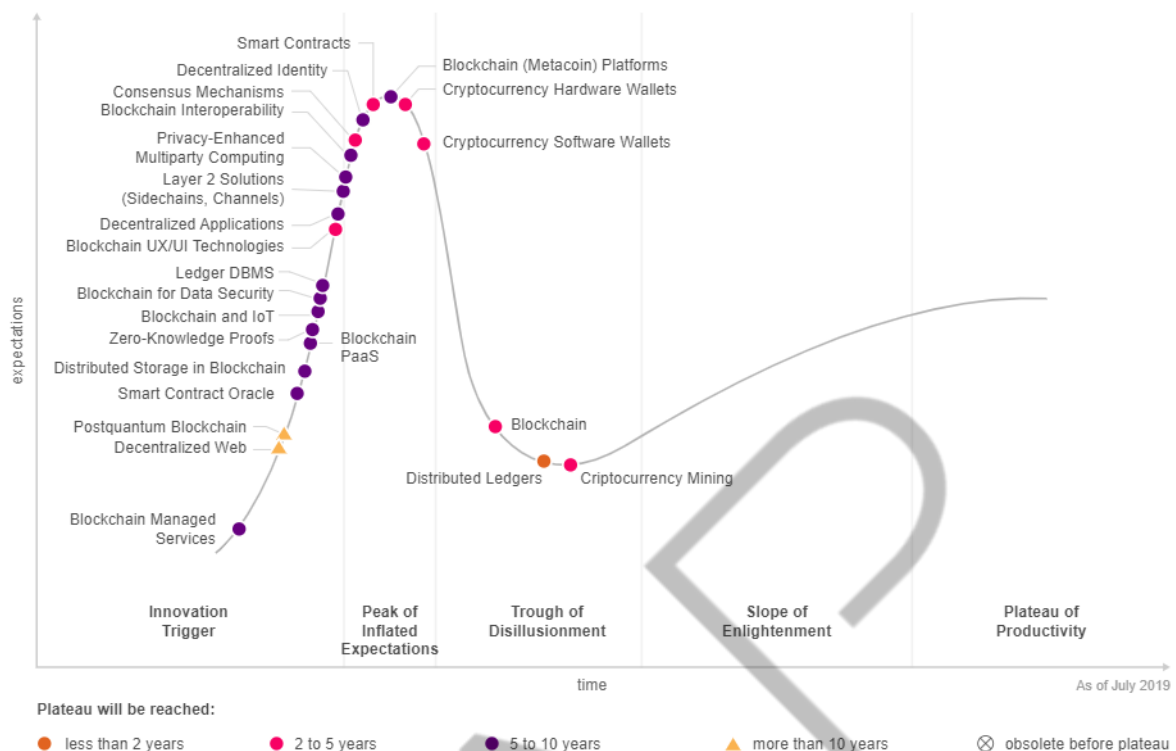 Smart Contracts
Decentralized Identity
Consensus Mechanisms
Blockchain Interoperability
Privacy-Enhanced
Multiparty Computing
Layer 2 Solutions
(Sidechains, Channels)
Decentralized Applications
Blockchain UX/UI Technologies
Ledger DBMS
Blockchain for Data Security
Blockchain and IoT
Zero-Knowledge Proofs
Blockchain
PaaS
Distributed Storage in Blockchain
Smart Contract Oracle
Postquantum Blockchain
Decentralized Web
Blockchain Managed
Services
Blockchain (Metacoin) Platforms
Cryptocurrency Hardware Wallets
Cryptocurrency Software Wallets
Blockchain
Distributed Ledgers
Criptocurrency Mining
expectations
Innovation
Trigger
Peak of
Inflated
Expectations
Trough of
Disillusionment
Slope of
Enlightenment
Plateau of
Productivity
time
As of July 2019
Plateau will be reached:
less than 2 years
2 to 5 years
5 to 10 years
more than 10 years
obsolete before plateau